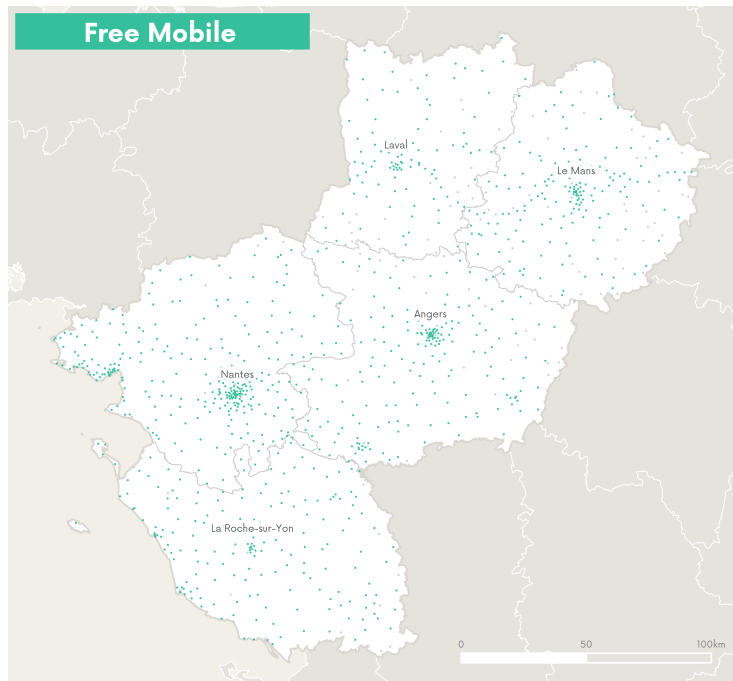 Free Mobile
Laval
Le Mans
Angers
Nantes
La Roche-sur-Yon
0 50 100km